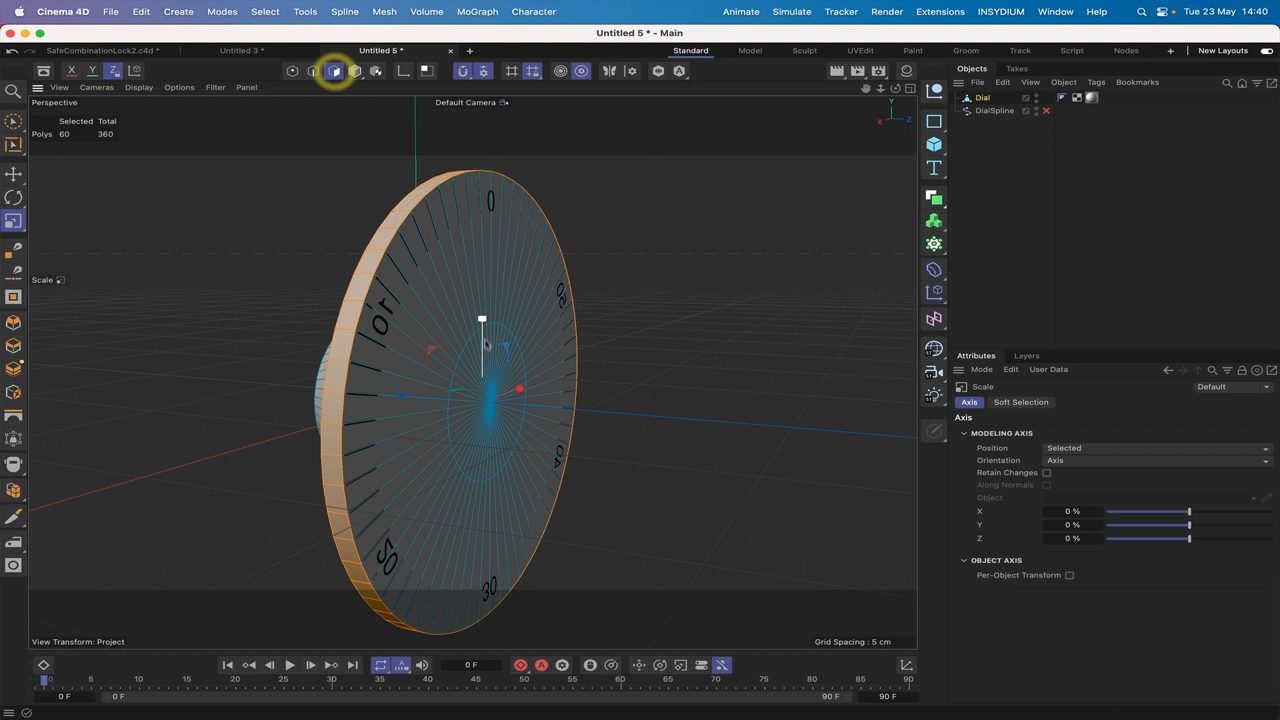 Cinema 4D File Edit Create Modes Select Tools Spline Mesh Volume MoGraph Character Animate Simulate Tracker Render Extensions INSYDIUM Window Help Tue 23 May 14:40
Untitled 5 * - Main
SafeCombinationLock2.c4d * Untitled 3 * Untitled 5 * Standard Model Sculpt UVEdit Paint Groom Track Script Nodes New Layouts
X Y Z
Objects Takes
Cameras Display Options Filter Panel
File Edit View Object Tags Bookmarks
Perspective Default Camera
Y
X Z
Dial
DialSpline
Selected Total
Polys 60 360
0
Scale
10
50
40
20
30
Attributes Layers
Mode Edit User Data
Scale Default
Axis Soft Selection
Axis
MODELING AXIS
Position Selected
Orientation Axis
Retain Changes
Along Normals
Object
X 0 %
Y 0 %
Z 0 %
OBJECT AXIS
Per-Object Transform
View Transform: Project Grid Spacing : 5 cm
0 F
0 5 10 15 20 25 30 35 40 45 50 55 60 65 70 75 80 85 90
0 F 0 F 90 F 90 F